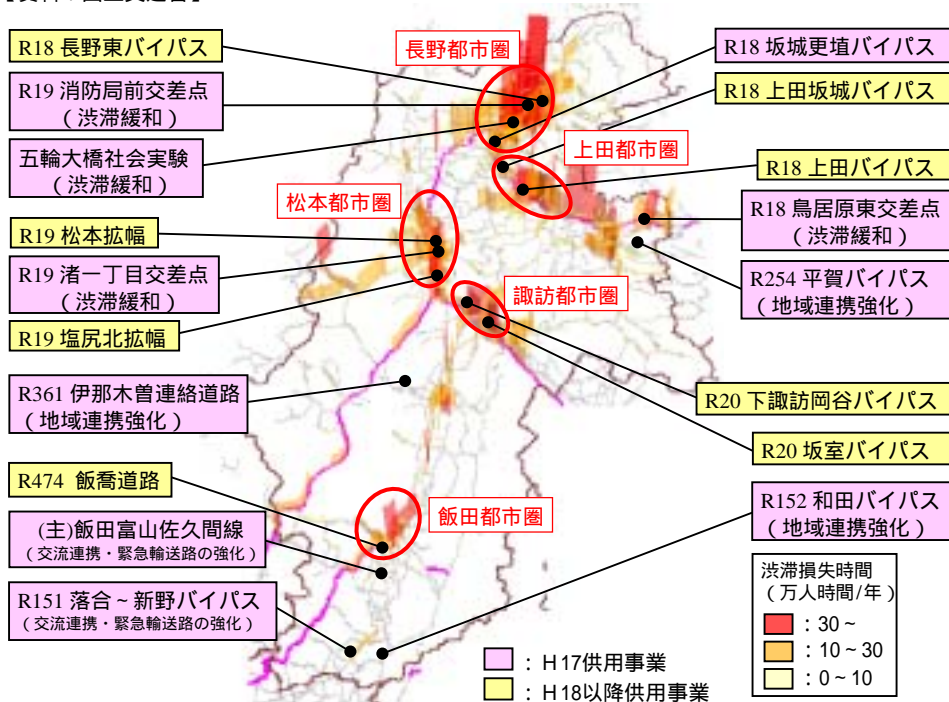 R18 長野東バイパス
R19 消防局前交差点
（渋滞緩和）
五輪大橋社会実験
（渋滞緩和）
R19 松本拡幅
R19 渚一丁目交差点
（渋滞緩和）
R19 塩尻北拡幅
R361 伊那木曽連絡道路
（地域連携強化）
R474 飯喬道路
(主)飯田富山佐久間線
（交流連携・緊急輸送路の強化）
R151 落合～新野バイパス
（交流連携・緊急輸送路の強化）
長野都市圏
上田都市圏
松本都市圏
諏訪都市圏
飯田都市圏
R18 坂城更埴バイパス
R18 上田坂城バイパス
R18 上田バイパス
R18 鳥居原東交差点
（渋滞緩和）
R254 平賀バイパス
（地域連携強化）
R20 下諏訪岡谷バイパス
R20 坂室バイパス
R152 和田バイパス
（地域連携強化）
渋滞損失時間
（万人時間/年）
：30～
：10～30
：0～10
：H17供用事業
：H18以降供用事業